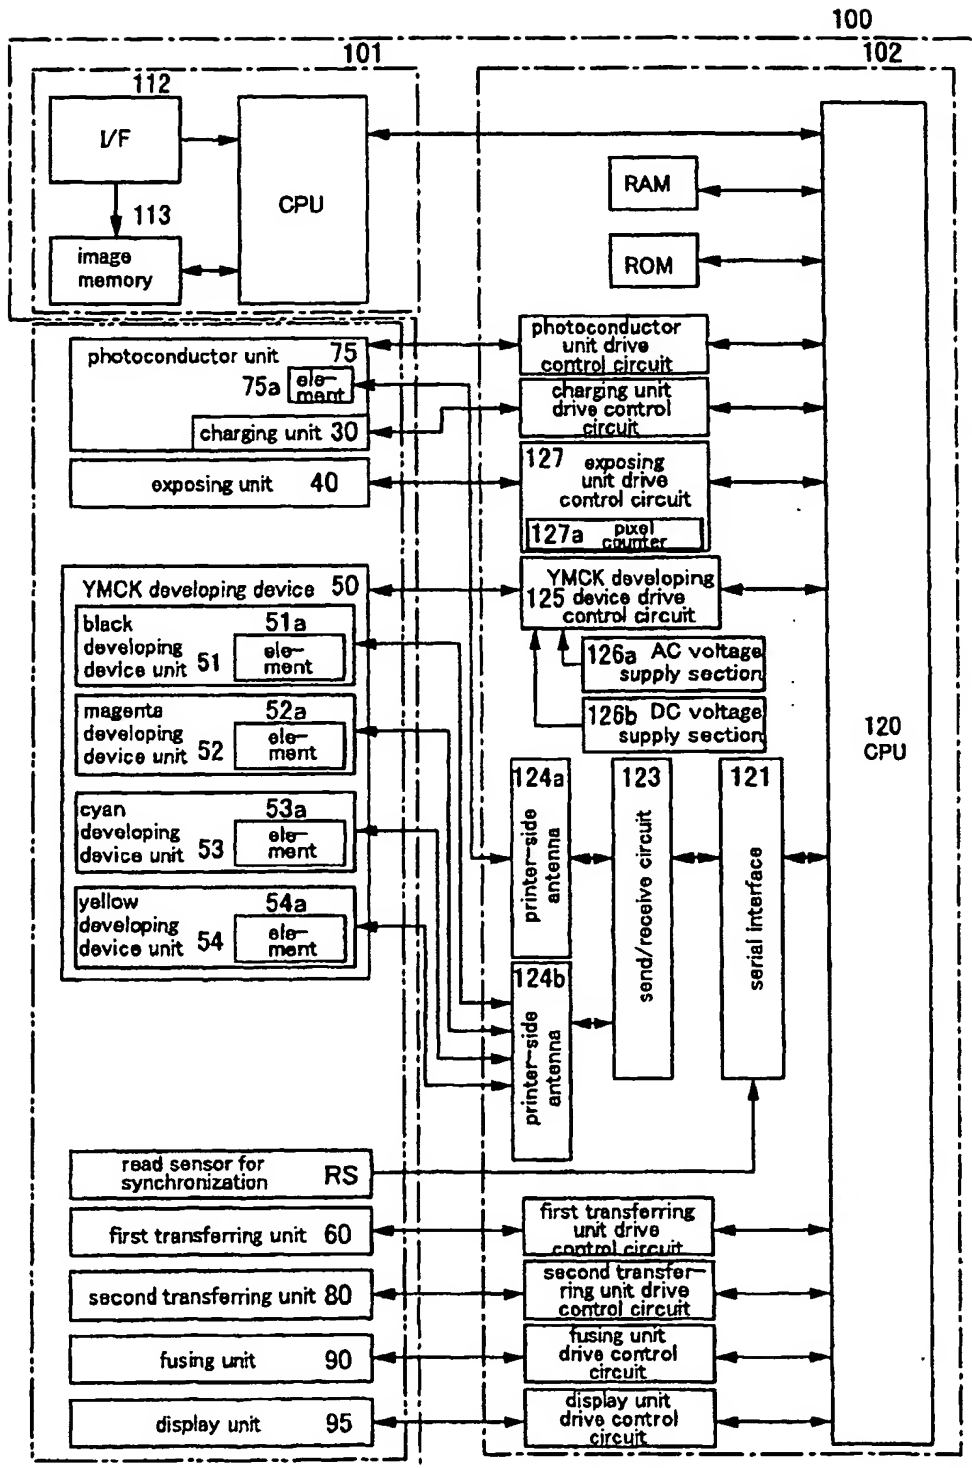 100
101
102
112
I/F
CPU
113
image
memory
RAM
ROM
photoconductor unit 75
75a
ele-
ment
charging unit 30
exposing unit 40
photoconductor
unit drive
control circuit
charging unit
drive control
circuit
127 exposing
unit drive
control circuit
127a pixel
counter
YMCK developing device 50
black
developing
device unit 51
51a
ele-
ment
magenta
developing
device unit
52
52a
ele-
ment
cyan
developing
device unit 53
53a
ele-
ment
yellow
developing
device unit 54
54a
ele-
ment
YMCK developing
125 device drive
control circuit
126a AC voltage
supply section
126b DC voltage
supply section
120
CPU
124a
printer-side
antenna
124b
printer-side
antenna
123
send/receive circuit
121
serial interface
read sensor for
synchronization RS
first transferring unit 60
second transferring unit 80
fusing unit 90
display unit 95
first transferring
unit drive
control circuit
second transfer-
ring unit drive
control circuit
fusing unit
drive control
circuit
display unit
drive control
circuit